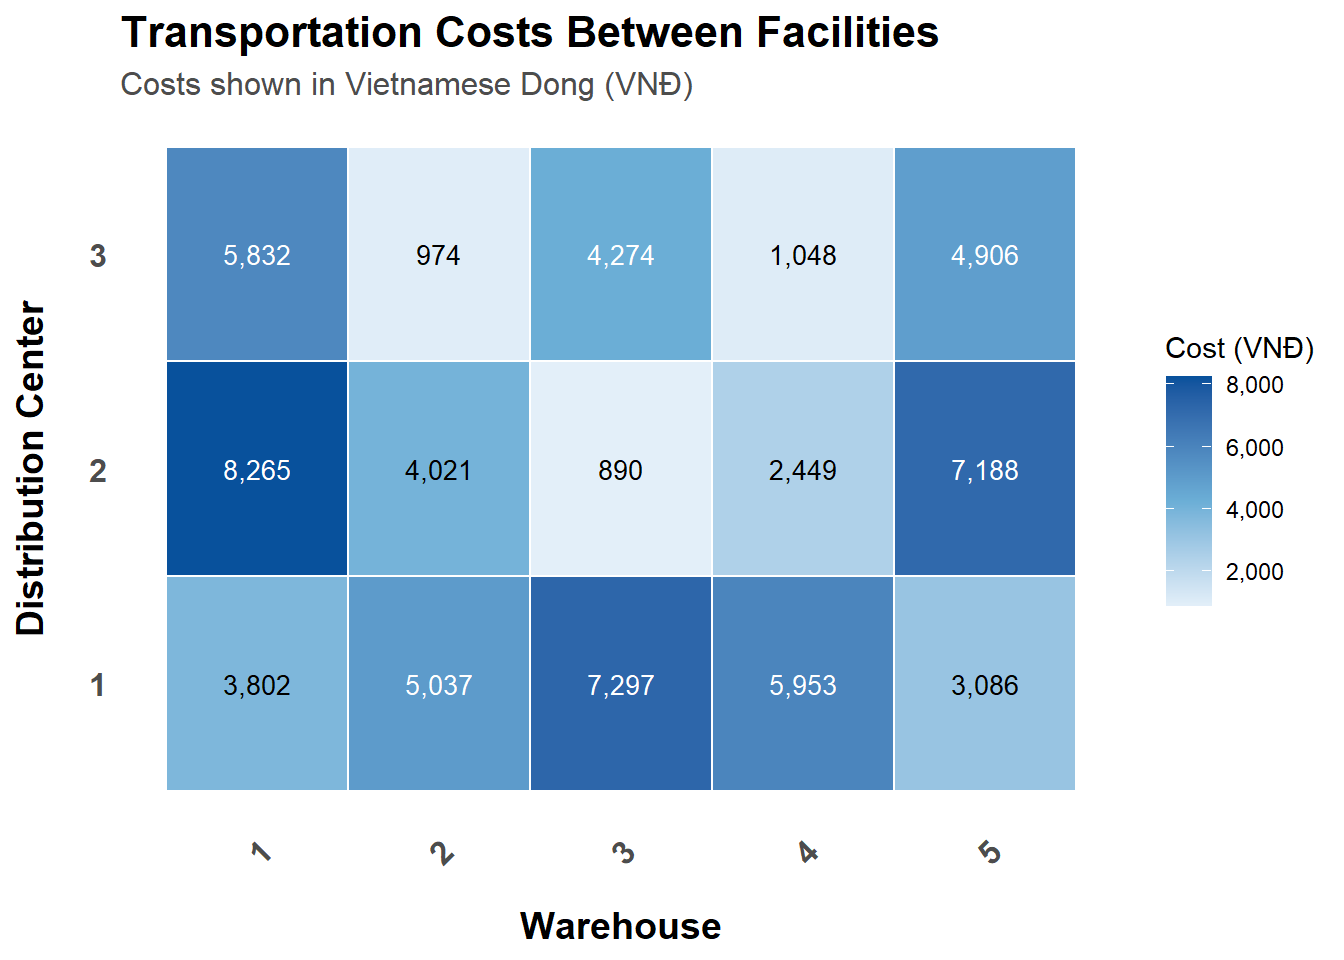 Transportation Costs Between Facilities
Costs shown in Vietnamese Dong (VNĐ)
Distribution Center
3
5,832 974 4,274 1,048 4,906
2
8,265 4,021 890 2,449 7,188
1
3,802 5,037 7,297 5,953 3,086
1 2 3 4 5
Warehouse
Cost (VNĐ)
8,000
6,000
4,000
2,000